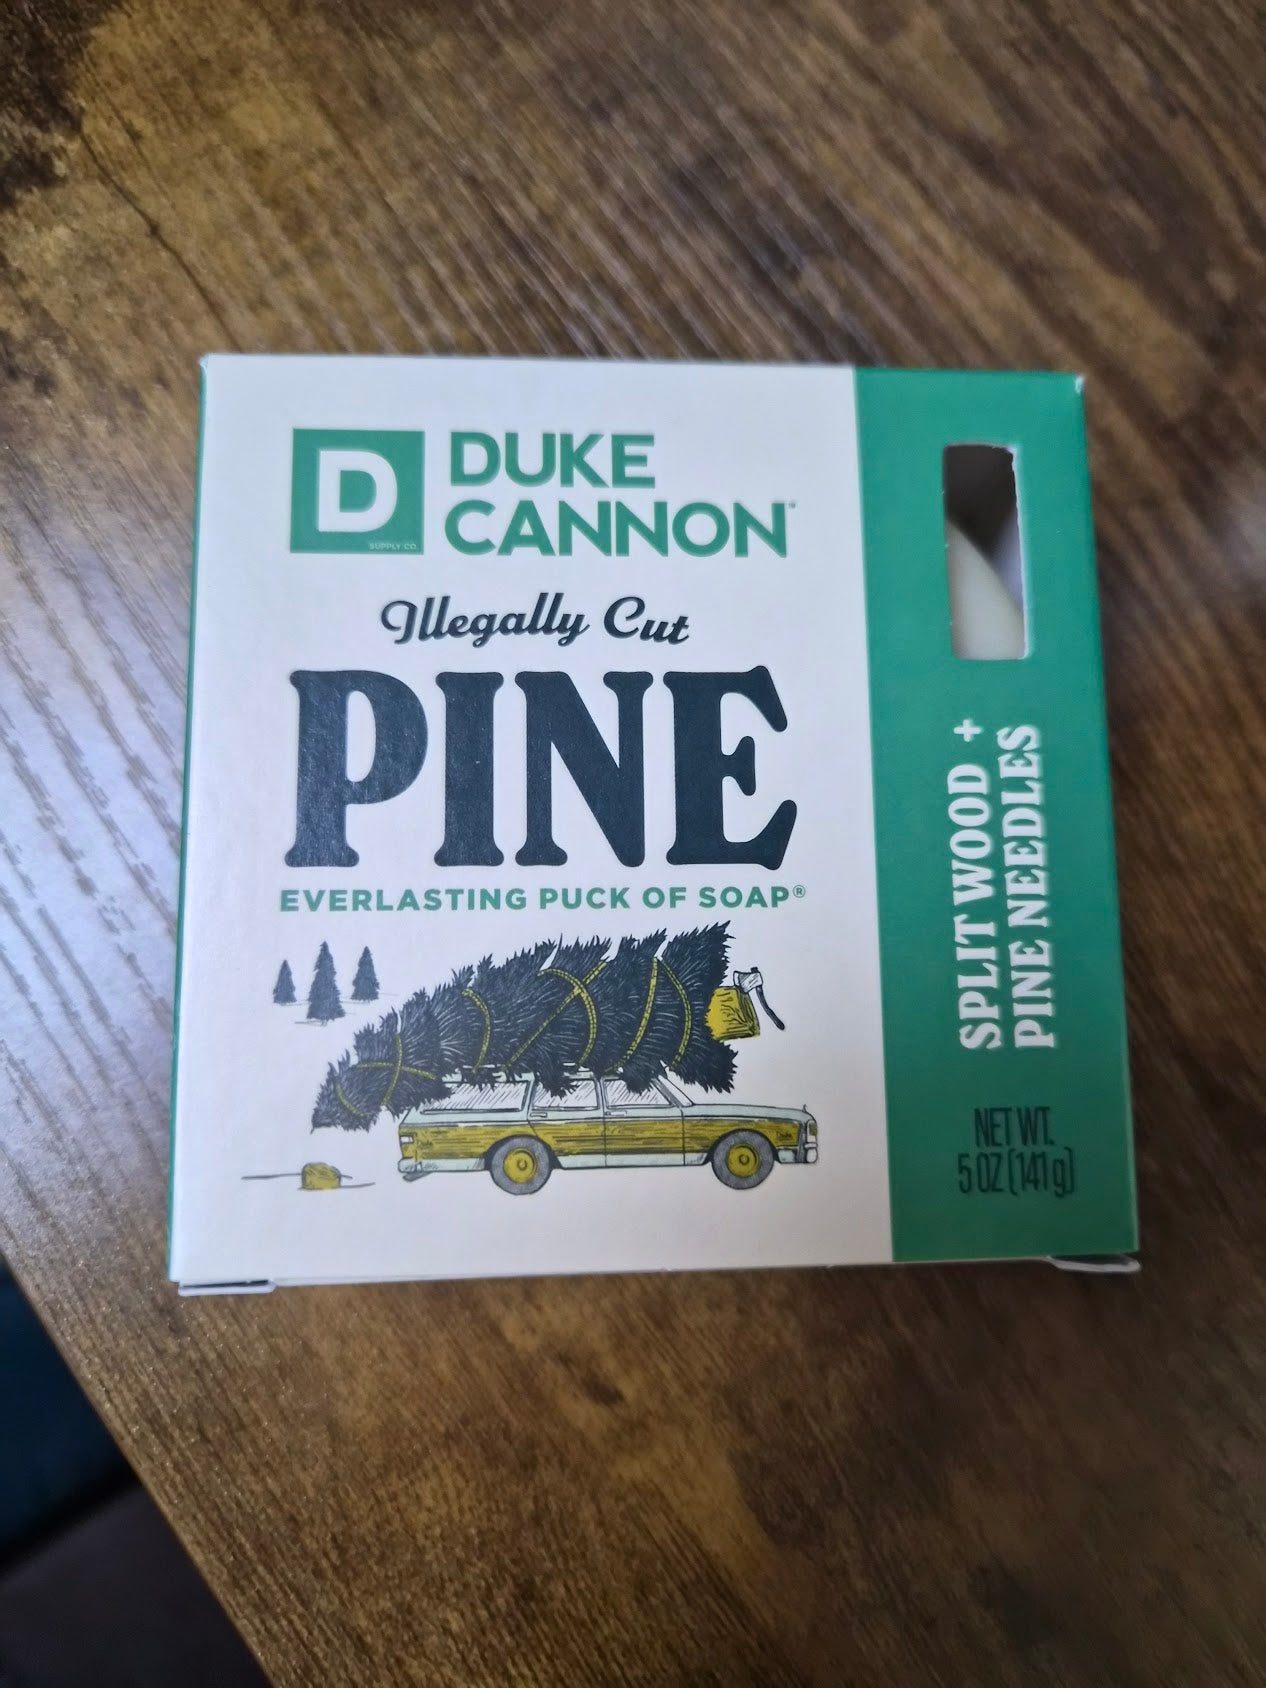 D
SUPPLY CO.
DUKE
CANNON™
Illegally Cut
PINE
EVERLASTING PUCK OF SOAP®
SPLIT WOOD +
PINE NEEDLES
NET WT.
5 OZ (141g)